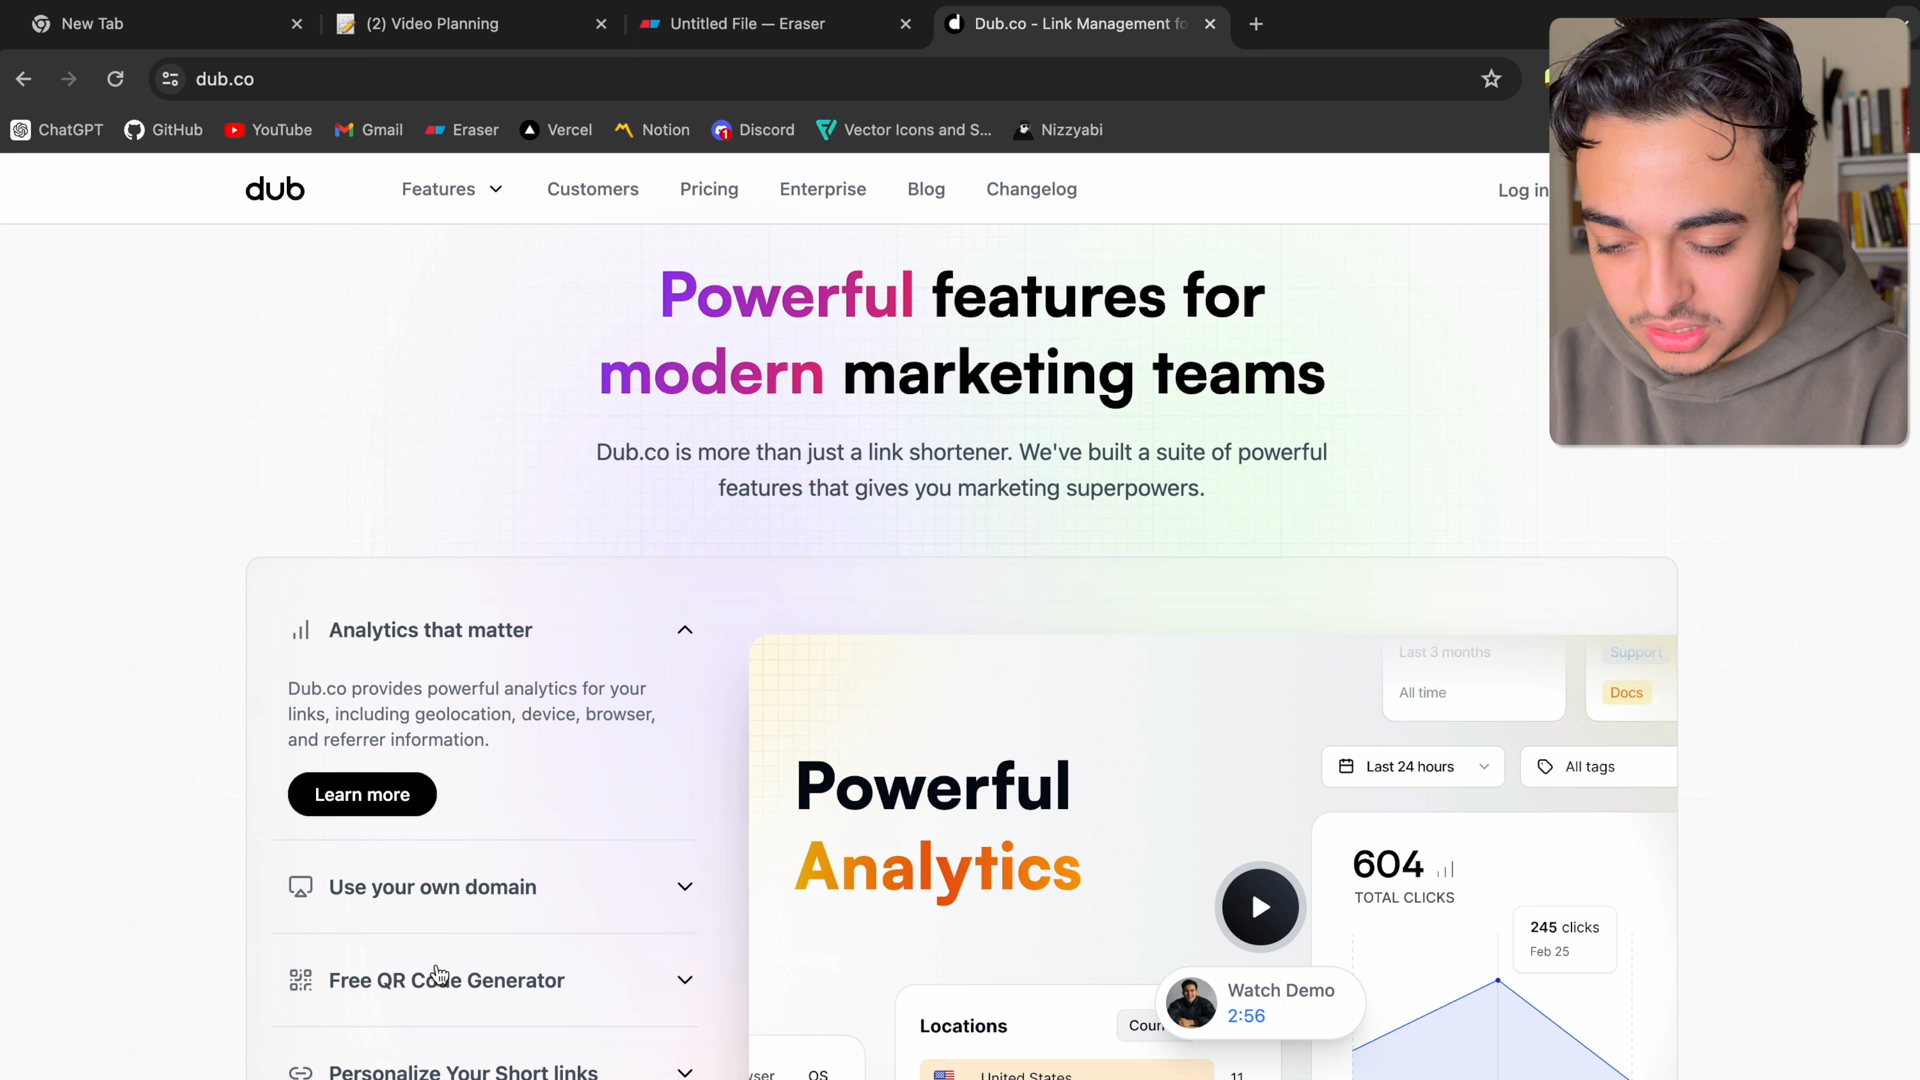 New Tab
(2) Video Planning
Untitled File — Eraser
Dub.co - Link Management fo
dub.co
ChatGPT
GitHub
YouTube
Gmail
Eraser
Vercel
Notion
Discord
Vector Icons and S...
Nizzyabi
dub
Features
Customers
Pricing
Enterprise
Blog
Changelog
Log in
Powerful features for
modern marketing teams
Dub.co is more than just a link shortener. We've built a suite of powerful
features that gives you marketing superpowers.
Analytics that matter
Dub.co provides powerful analytics for your
links, including geolocation, device, browser,
and referrer information.
Learn more
Use your own domain
Free QR Code Generator
Personalize Your Short links
Powerful
Analytics
Last 3 months
All time
Support
Docs
Last 24 hours
All tags
604
TOTAL CLICKS
245 clicks
Feb 25
Watch Demo
2:56
Locations
Coun
United States
11
wser
OS